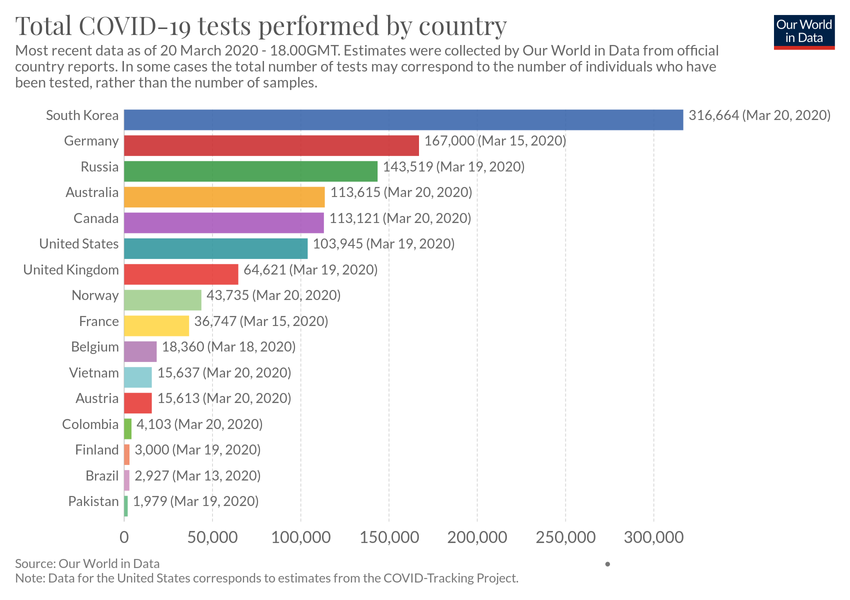 Total COVID-19 tests performed by country
Our World
in Data
Most recent data as of 20 March 2020 - 18.00GMT. Estimates were collected by Our World in Data from official
country reports. In some cases the total number of tests may correspond to the number of individuals who have
been tested, rather than the number of samples.
South Korea 316,664 (Mar 20, 2020)
Germany 167,000 (Mar 15, 2020)
Russia 143,519 (Mar 19, 2020)
Australia 113,615 (Mar 20, 2020)
Canada 113,121 (Mar 20, 2020)
United States 103,945 (Mar 19, 2020)
United Kingdom 64,621 (Mar 19, 2020)
Norway 43,735 (Mar 20, 2020)
France 36,747 (Mar 15, 2020)
Belgium 18,360 (Mar 18, 2020)
Vietnam 15,637 (Mar 20, 2020)
Austria 15,613 (Mar 20, 2020)
Colombia 4,103 (Mar 20, 2020)
Finland 3,000 (Mar 19, 2020)
Brazil 2,927 (Mar 13, 2020)
Pakistan 1,979 (Mar 19, 2020)
0 50,000 100,000 150,000 200,000 250,000 300,000
Source: Our World in Data
Note: Data for the United States corresponds to estimates from the COVID-Tracking Project.